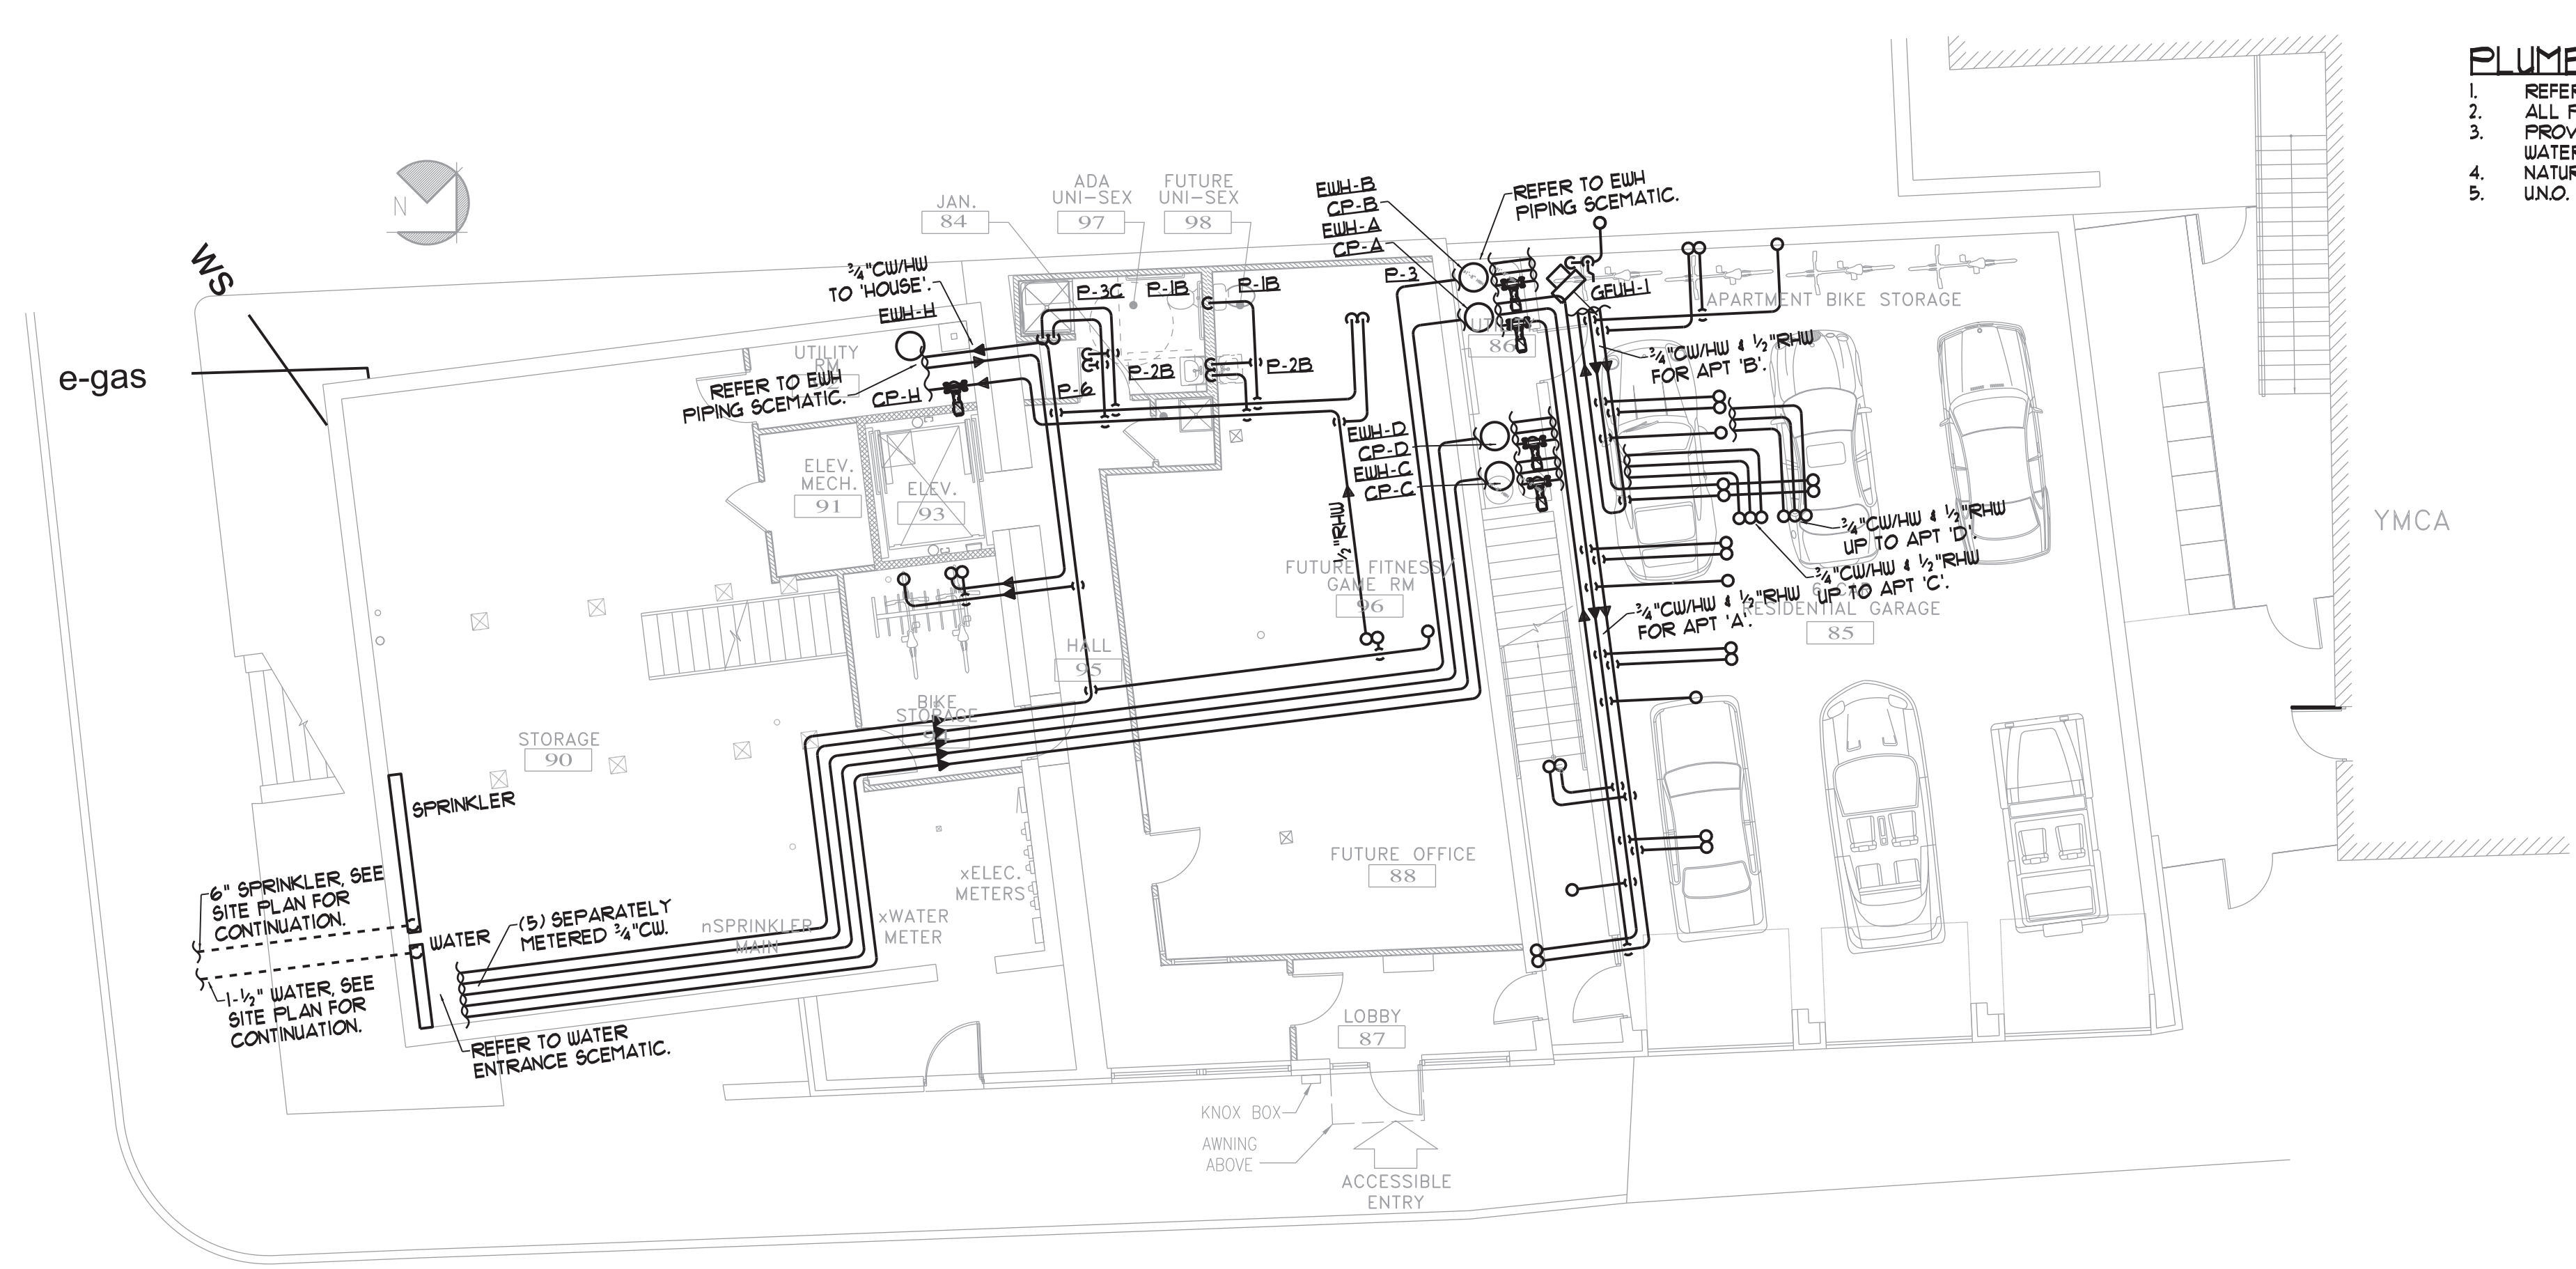 PLUMB
1. REFER
2. ALL F
3. PROV
WATER
4. NATUR
5. U.N.O.
N
WS
e-gas
JAN.
84
ADA
UNI-SEX
97
FUTURE
UNI-SEX
98
EWH-B
CP-B
EWH-A
CP-A
REFER TO EWH
PIPING SCEMATIC.
¾"CW/HW
TO 'HOUSE'.
EWH-H
P-3C
P-1B
P-1B
P-3
GFUH-1
APARTMENT BIKE STORAGE
UTILITY
RM
REFER TO EWH
PIPING SCEMATIC.
CP-H
P-6
P-2B
P-2B
UTILITY
86
¾"CW/HW & ½"RHW
FOR APT 'B'.
ELEV.
MECH.
91
ELEV.
93
EWH-D
CP-D
EWH-C
CP-C
½"RHW
¾"CW/HW & ½"RHW
UP TO APT 'D'.
¾"CW/HW & ½"RHW
UP TO APT 'C'.
YMCA
FUTURE FITNESS/
GAME RM
96
¾"CW/HW & ½"RHW
FOR APT 'A'.
6 CAR
RESIDENTIAL GARAGE
85
HALL
95
BIKE
STORAGE
94
STORAGE
90
SPRINKLER
6" SPRINKLER, SEE
SITE PLAN FOR
CONTINUATION.
WATER
(5) SEPARATELY
METERED ¾"CW.
nSPRINKLER
MAIN
xWATER
METER
xELEC.
METERS
FUTURE OFFICE
88
1-½" WATER, SEE
SITE PLAN FOR
CONTINUATION.
REFER TO WATER
ENTRANCE SCEMATIC.
LOBBY
87
KNOX BOX
AWNING
ABOVE
ACCESSIBLE
ENTRY